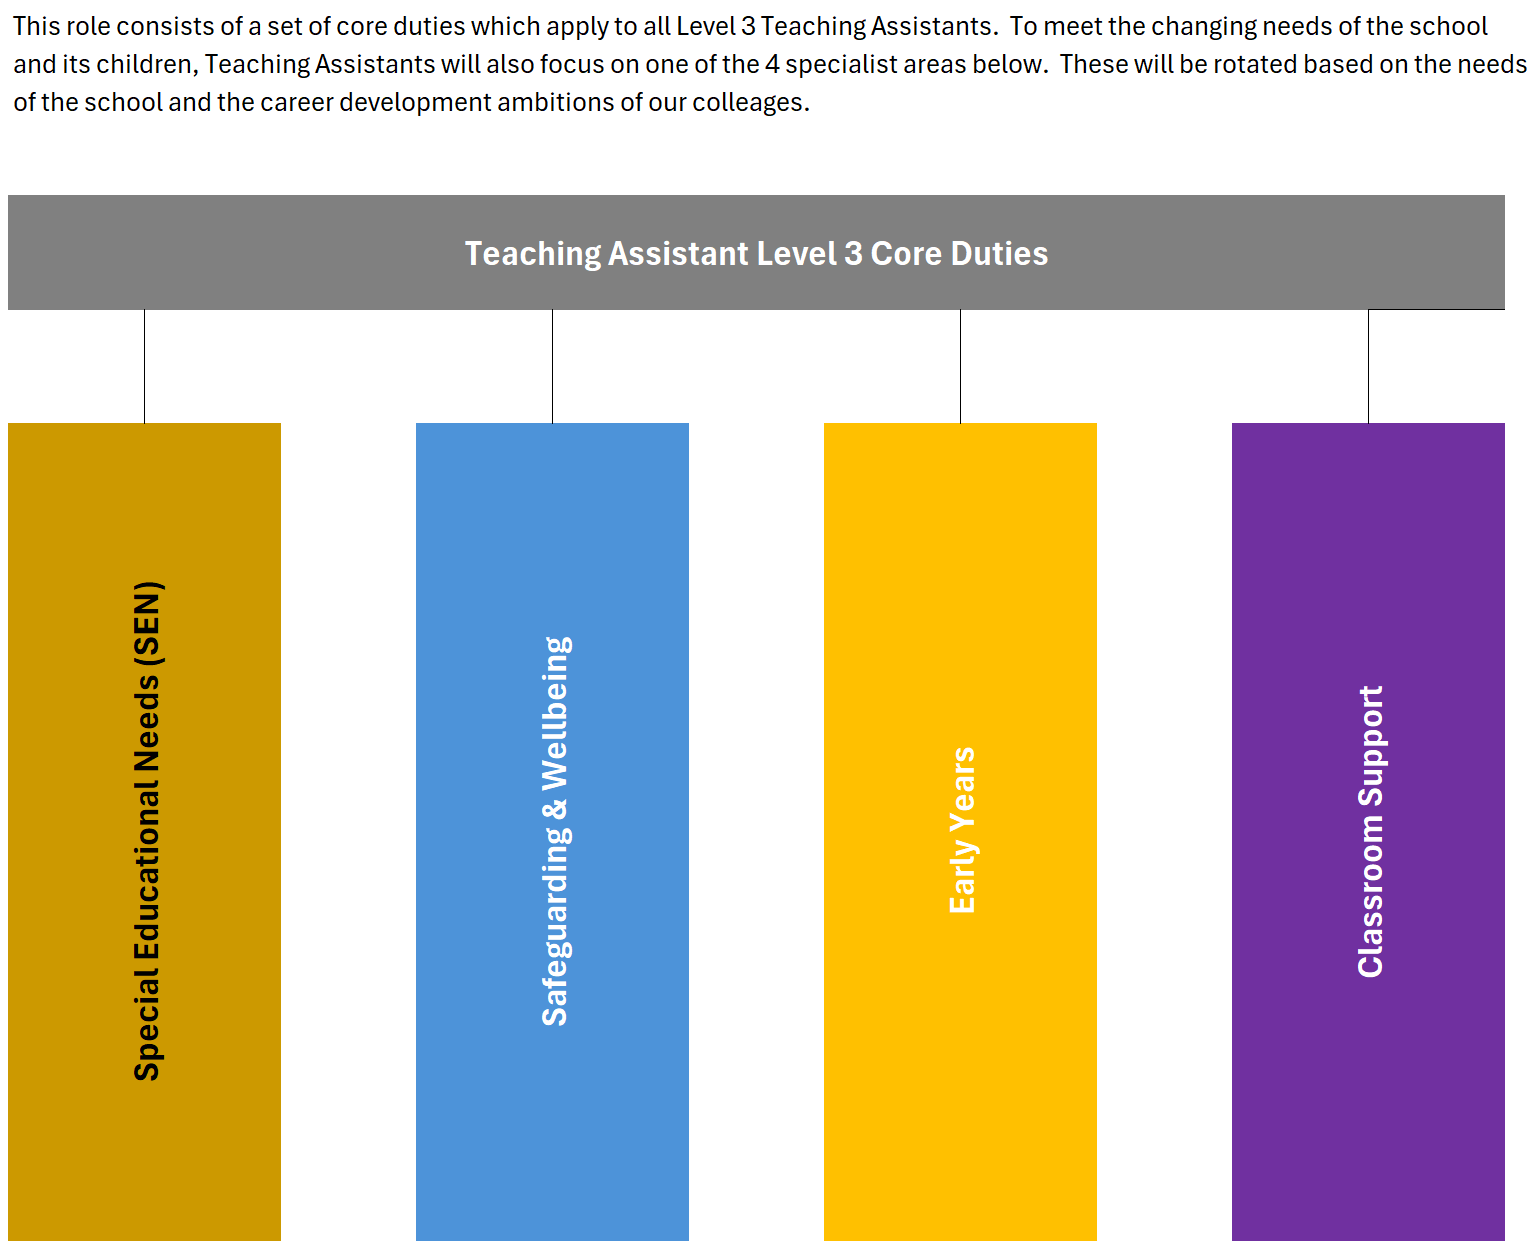 This role consists of a set of core duties which apply to all Level 3 Teaching Assistants.  To meet the changing needs of the school
and its children, Teaching Assistants will also focus on one of the 4 specialist areas below.  These will be rotated based on the needs
of the school and the career development ambitions of our colleages.
Teaching Assistant Level 3 Core Duties
Special Educational Needs (SEN)
Safeguarding & Wellbeing
Early Years
Classroom Support